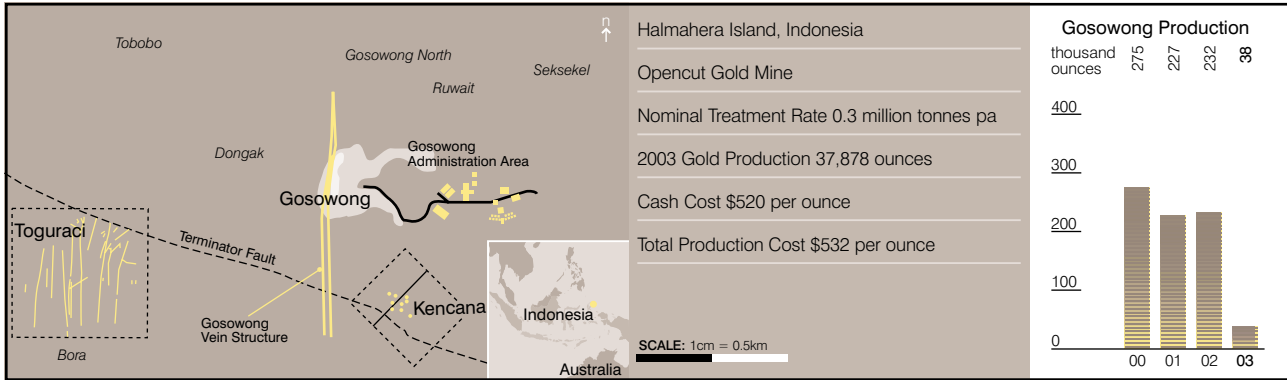 n
Tobobo
Gosowong North
Seksekel
Ruwait
Dongak
Gosowong
Administration Area
Gosowong
Toguraci
Terminator Fault
Kencana
Gosowong
Vein Structure
Bora
Indonesia
Australia
Halmahera Island, Indonesia
Opencut Gold Mine
Nominal Treatment Rate 0.3 million tonnes pa
2003 Gold Production 37,878 ounces
Cash Cost $520 per ounce
Total Production Cost $532 per ounce
SCALE: 1cm = 0.5km
Gosowong Production
thousand
ounces
275 227 232 38
400
300
200
100
0
00 01 02 03